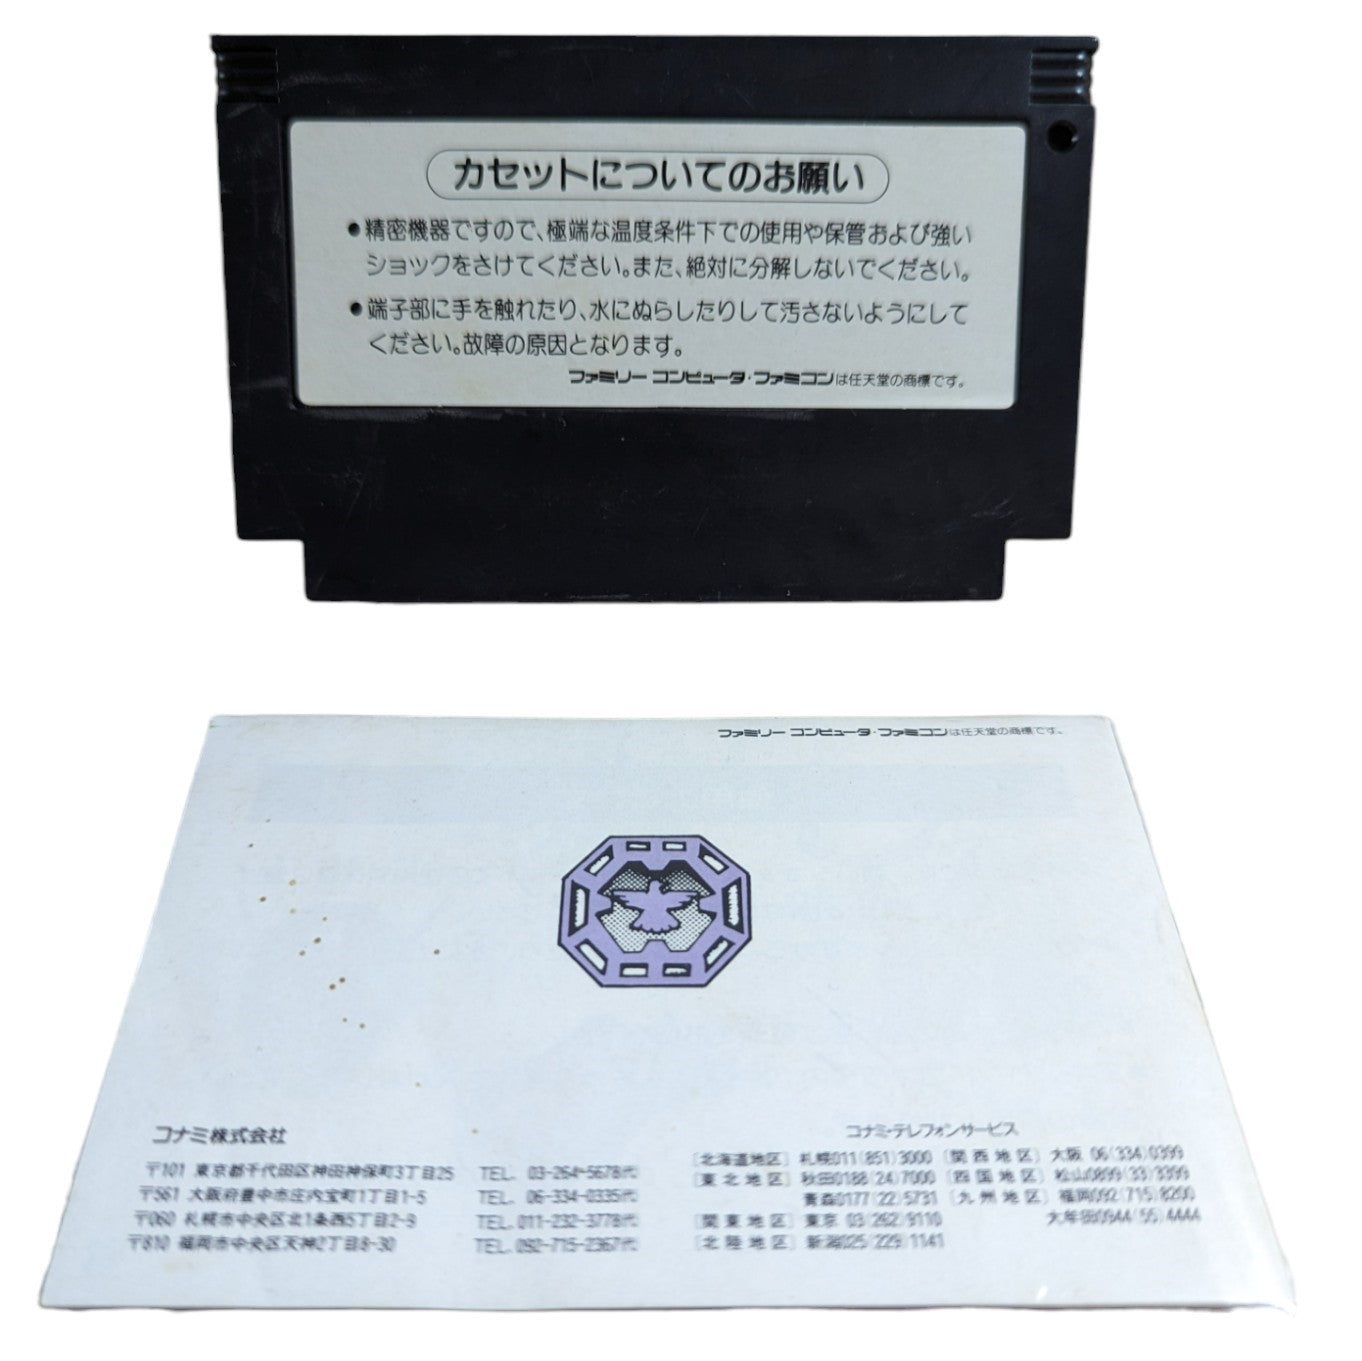 カセットについてのお願い
●精密機器ですので、極端な温度条件下での使用や保管および強い
ショックをさけてください。また、絶対に分解しないでください。
●端子部に手を触れたり、水にぬらしたりして汚さないようにして
ください。故障の原因となります。
ファミリー コンピュータ・ファミコンは任天堂の商標です。
ファミリー コンピュータ・ファミコンは任天堂の商標です。
コナミ株式会社
〒101 東京都千代田区神田神保町3丁目25 TEL. 03-264-5678代
〒561 大阪府豊中市庄内宝町1丁目1-5 TEL. 06-334-0335代
〒060 札幌市中央区北1条西5丁目2-9 TEL. 011-232-3778代
〒810 福岡市中央区天神2丁目8-30 TEL. 092-715-2367代
コナミ・テレフォンサービス
〔北海道地区〕 札幌011(851)3000 〔関西地区〕 大阪 06(334)0399
〔東北地区〕 秋田0188(24)7000 〔四国地区〕 松山0899(33)3399
青森0177(22)5731 〔九州地区〕 福岡092(715)8200
〔関東地区〕 東京 03(262)9110 大牟田0944(55)4444
〔北陸地区〕 新潟025(229)1141